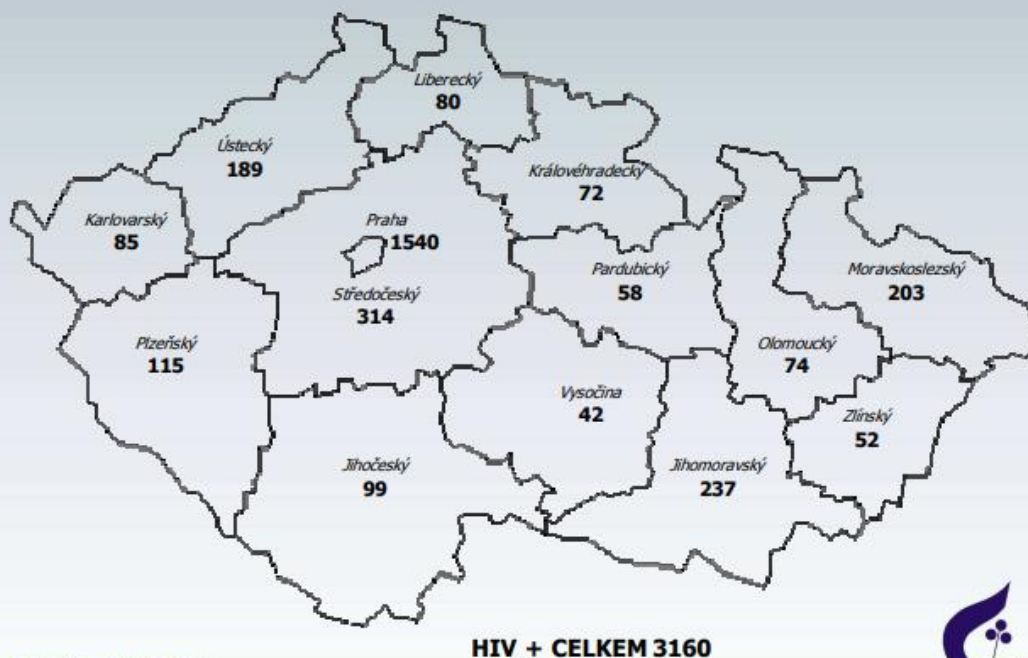 Liberecký
80
Ústecký
189
Královéhradecký
72
Karlovarský
85
Praha
1540
Pardubický
58
Moravskoslezský
203
Středočeský
314
Plzeňský
115
Olomoucký
74
Vysočina
42
Zlínský
52
Jihočeský
99
Jihomoravský
237
HIV + CELKEM 3160